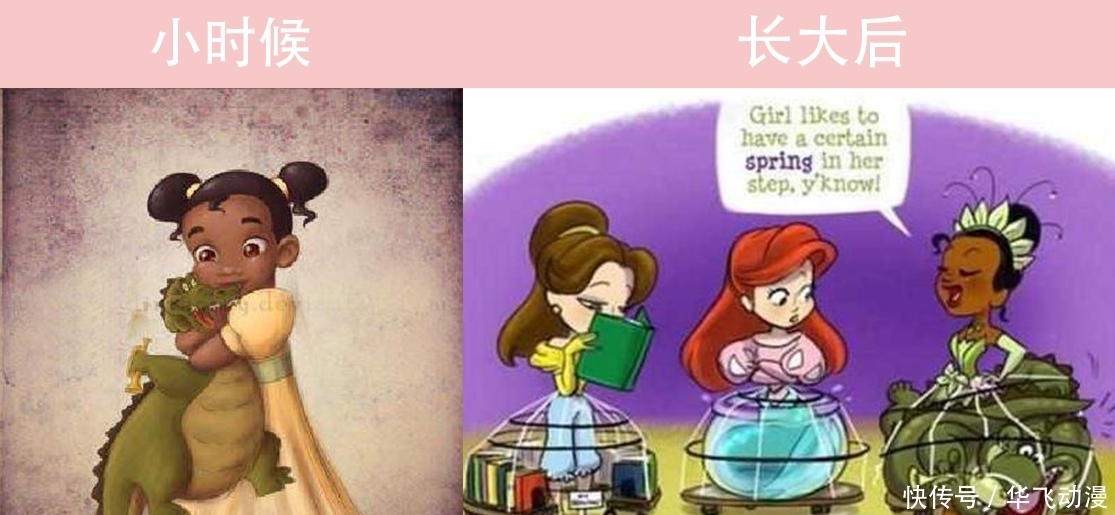 小时候
长大后
Girl likes to
have a certain
spring in her
step, y'know!
快传号 / 华飞动漫